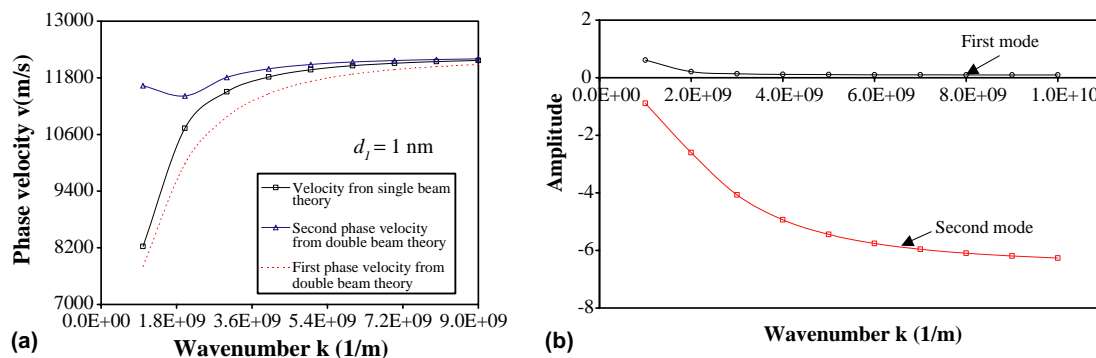 13000
11800
10600
9400
8200
7000
Phase velocity v(m/s)
d1 = 1 nm
Velocity fron single beam
theory
Second phase velocity
from double beam theory
First phase velocity from
double beam theory
0.0E+00 1.8E+09 3.6E+09 5.4E+09 7.2E+09 9.0E+09
(a)
Wavenumber k (1/m)
4
2
0
-2
-4
-6
-8
Amplitude
First mode
0.0E+00 2.0E+09 4.0E+09 6.0E+09 8.0E+09 1.0E+10
Second mode
(b)
Wavenumber k (1/m)